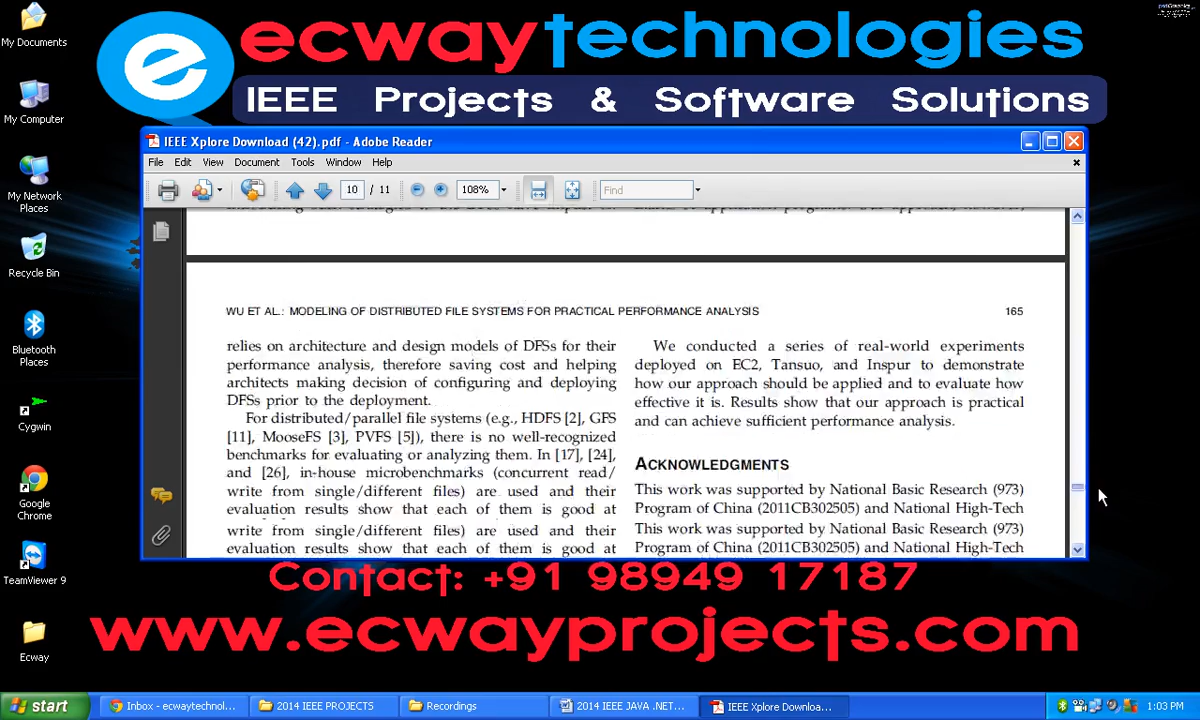 ecwaytechnologies
IEEE Projects & Software Solutions
My Documents
My Computer
My Network
Places
Recycle Bin
Bluetooth
Places
Cygwin
Google
Chrome
TeamViewer 9
Ecway
IEEE Xplore Download (42).pdf - Adobe Reader
File Edit View Document Tools Window Help
10 / 11 108% Find
WU ET AL.: MODELING OF DISTRIBUTED FILE SYSTEMS FOR PRACTICAL PERFORMANCE ANALYSIS 165
relies on architecture and design models of DFSs for their
performance analysis, therefore saving cost and helping
architects making decision of configuring and deploying
DFSs prior to the deployment.
For distributed/parallel file systems (e.g., HDFS [2], GFS
[11], MooseFS [3], PVFS [5]), there is no well-recognized
benchmarks for evaluating or analyzing them. In [17], [24],
and [26], in-house microbenchmarks (concurrent read/
write from single/different files) are used and their
evaluation results show that each of them is good at
write from single/different files) are used and their
evaluation results show that each of them is good at
We conducted a series of real-world experiments
deployed on EC2, Tansuo, and Inspur to demonstrate
how our approach should be applied and to evaluate how
effective it is. Results show that our approach is practical
and can achieve sufficient performance analysis.
ACKNOWLEDGMENTS
This work was supported by National Basic Research (973)
Program of China (2011CB302505) and National High-Tech
This work was supported by National Basic Research (973)
Program of China (2011CB302505) and National High-Tech
Contact: +91 98949 17187
www.ecwayprojects.com
start
Inbox - ecwaytechnol...
2014 IEEE PROJECTS
Recordings
2014 IEEE JAVA .NET...
IEEE Xplore Downloa...
1:03 PM